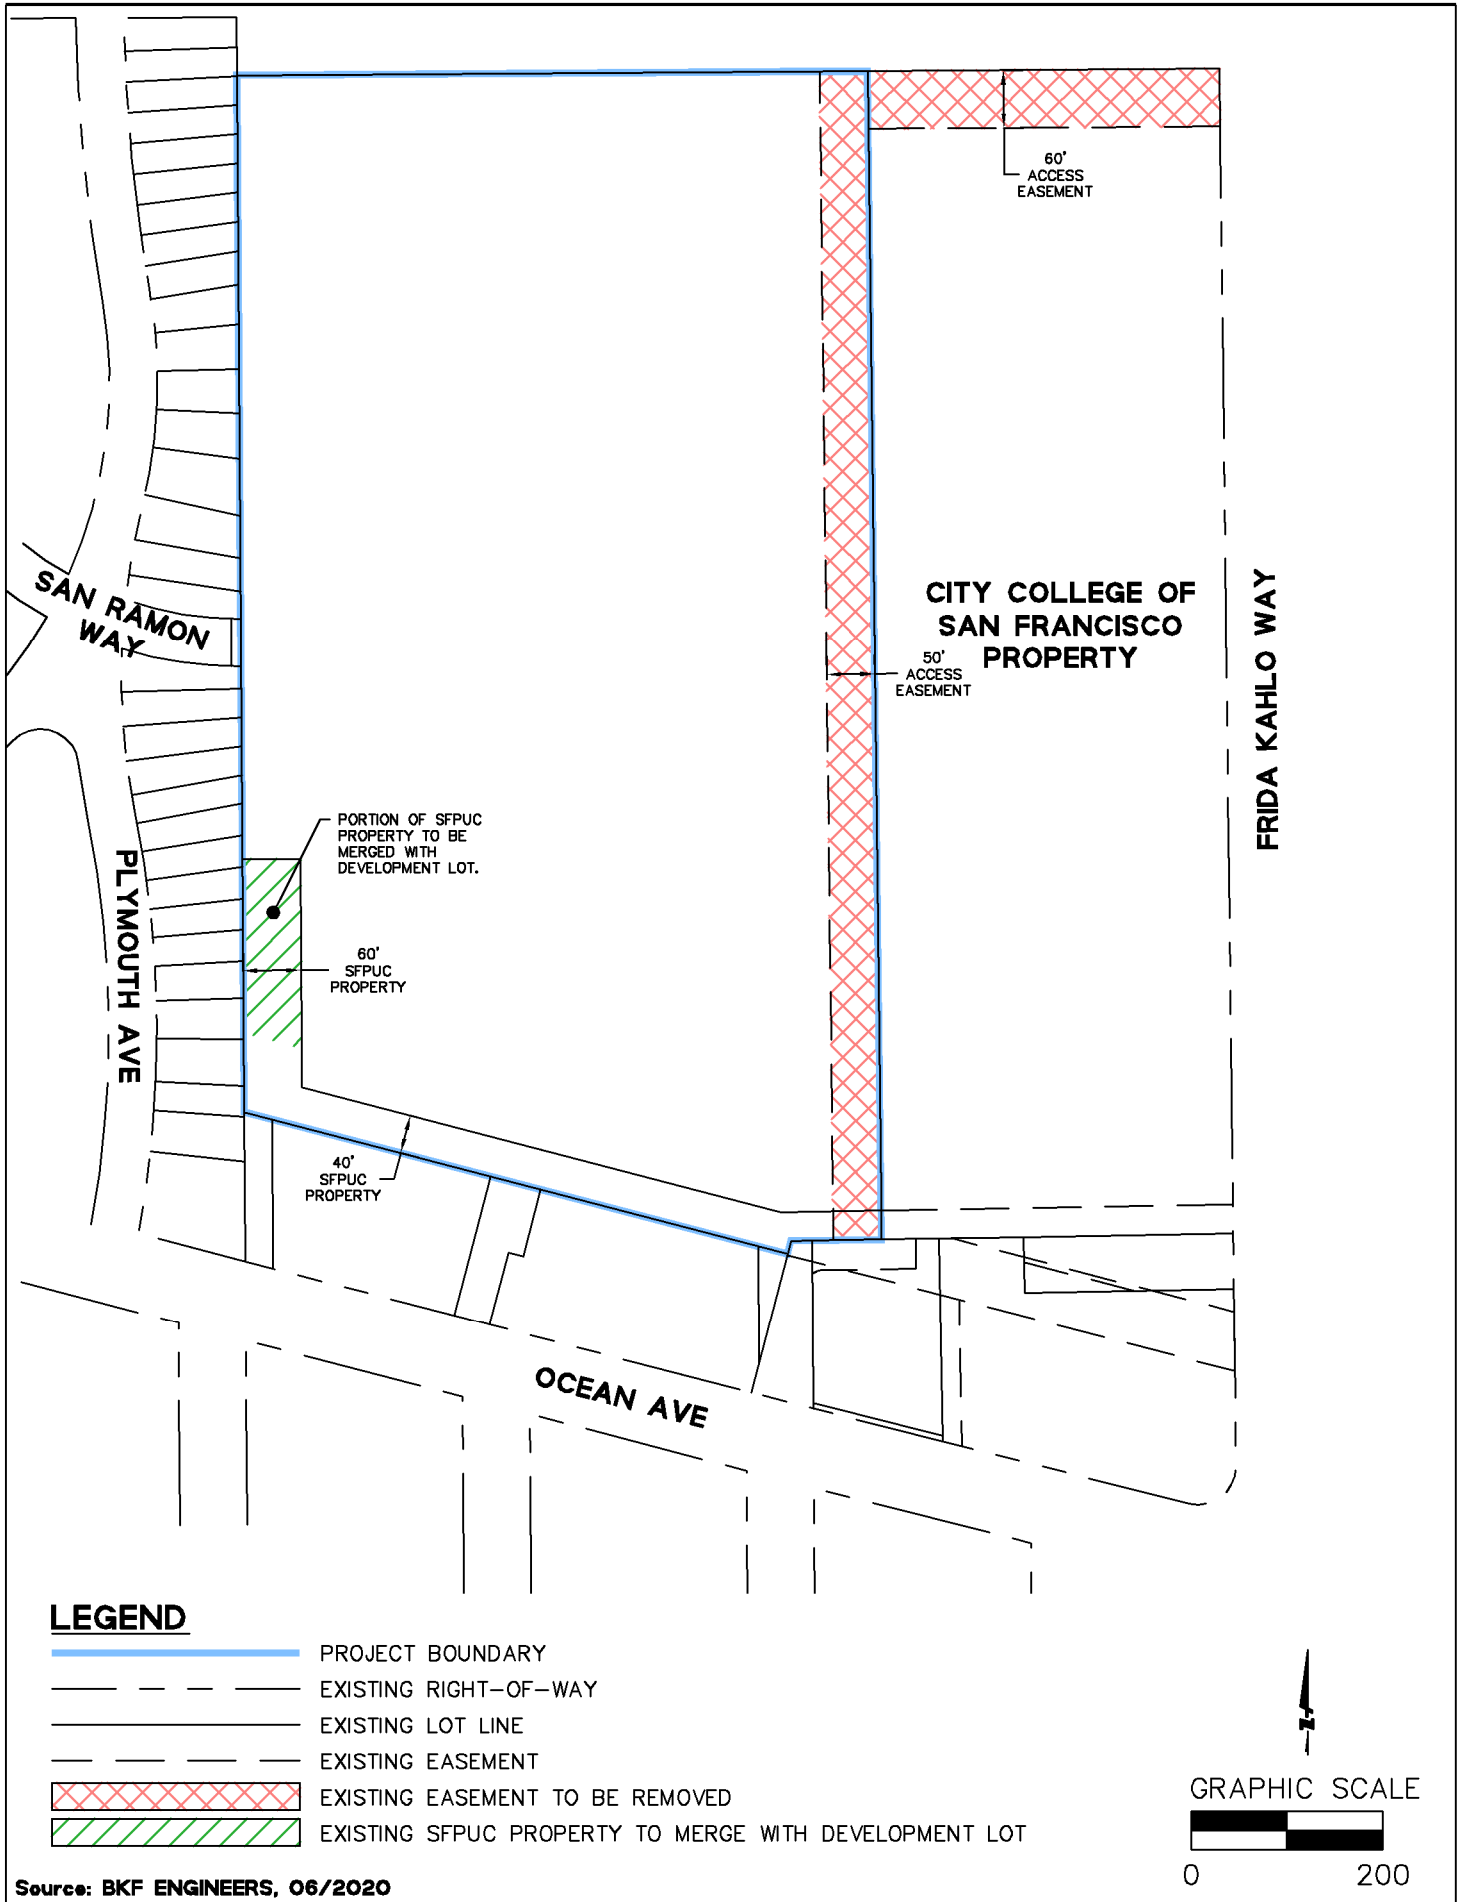 60'
ACCESS
EASEMENT
SAN RAMON
WAY
CITY COLLEGE OF
SAN FRANCISCO
PROPERTY
50'
ACCESS
EASEMENT
FRIDA KAHLO WAY
PORTION OF SFPUC
PROPERTY TO BE
MERGED WITH
DEVELOPMENT LOT.
PLYMOUTH AVE
60'
SFPUC
PROPERTY
40'
SFPUC
PROPERTY
OCEAN AVE
LEGEND
PROJECT BOUNDARY
EXISTING RIGHT-OF-WAY
EXISTING LOT LINE
EXISTING EASEMENT
EXISTING EASEMENT TO BE REMOVED
EXISTING SFPUC PROPERTY TO MERGE WITH DEVELOPMENT LOT
Z
GRAPHIC SCALE
0 200
Source: BKF ENGINEERS, 06/2020